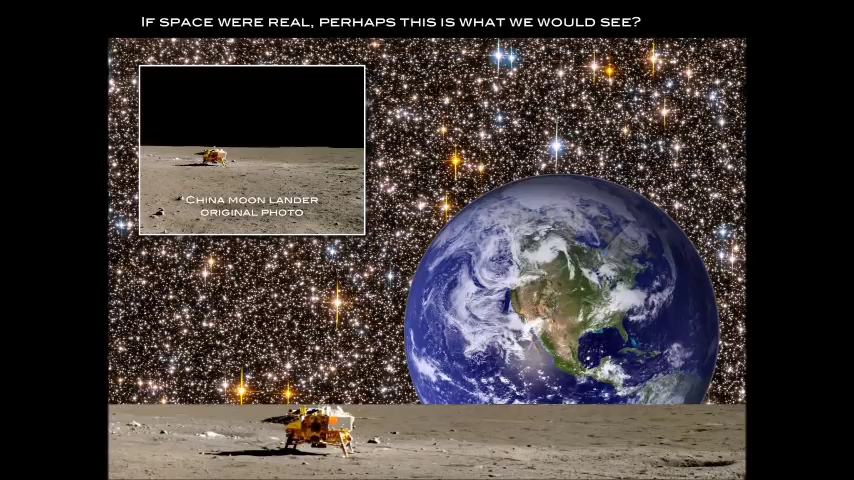 If space were real, perhaps this is what we would see?
*China moon lander
original photo